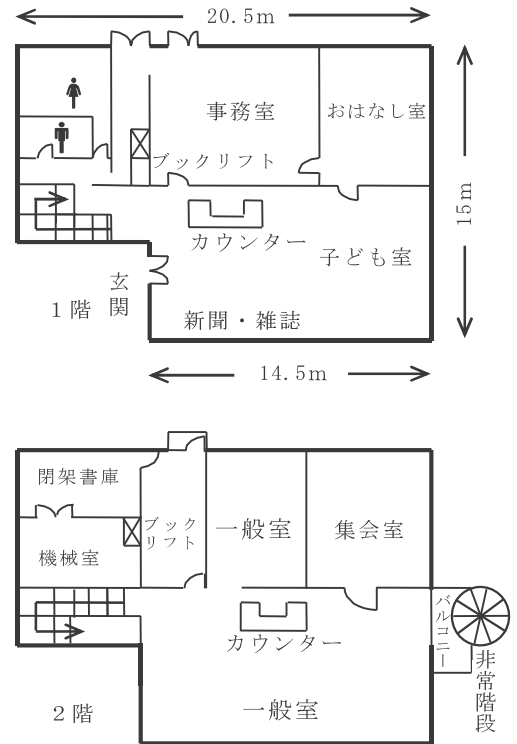 20.5m
事務室
おはなし室
ブックリフト
15m
カウンター
子ども室
玄関
1階
新聞・雑誌
14.5m
閉架書庫
ブック
リフト
一般室
集会室
機械室
バルコニー
カウンター
非常階段
2階
一般室